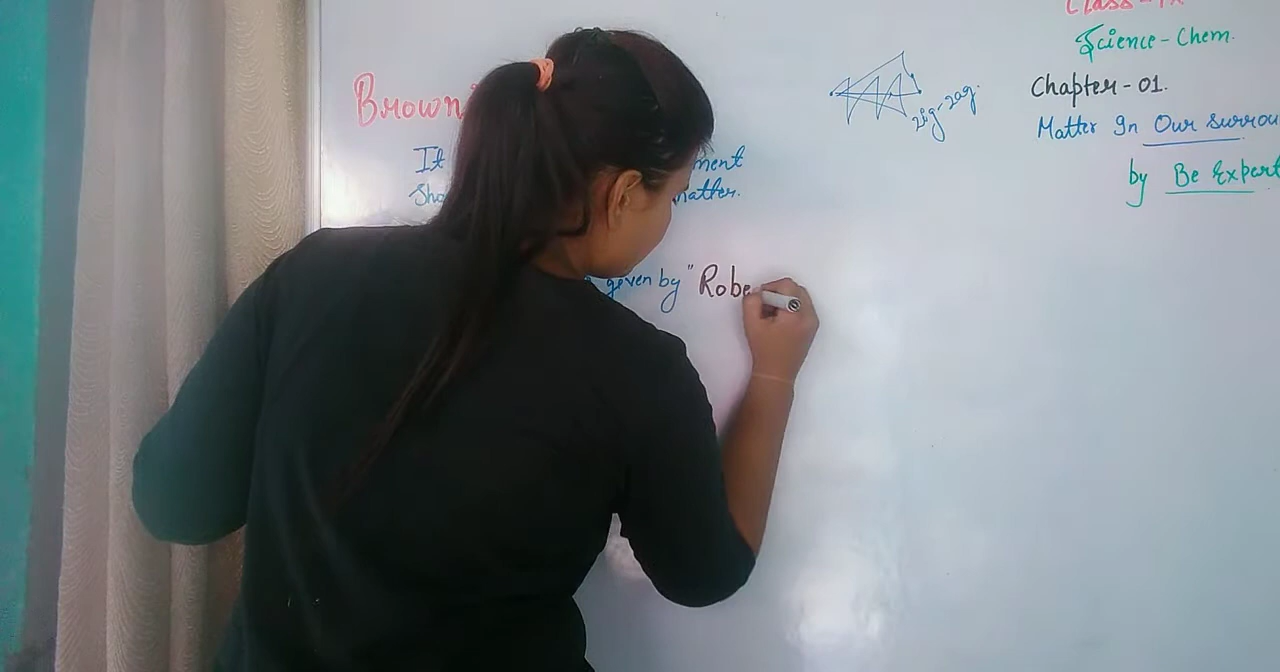 Class-IX
Science-Chem.
Chapter-01.
Matter In Our Surrou
by Be Expert
zig-zag.
Brown
It ment
Sho matter.
given by "Robe